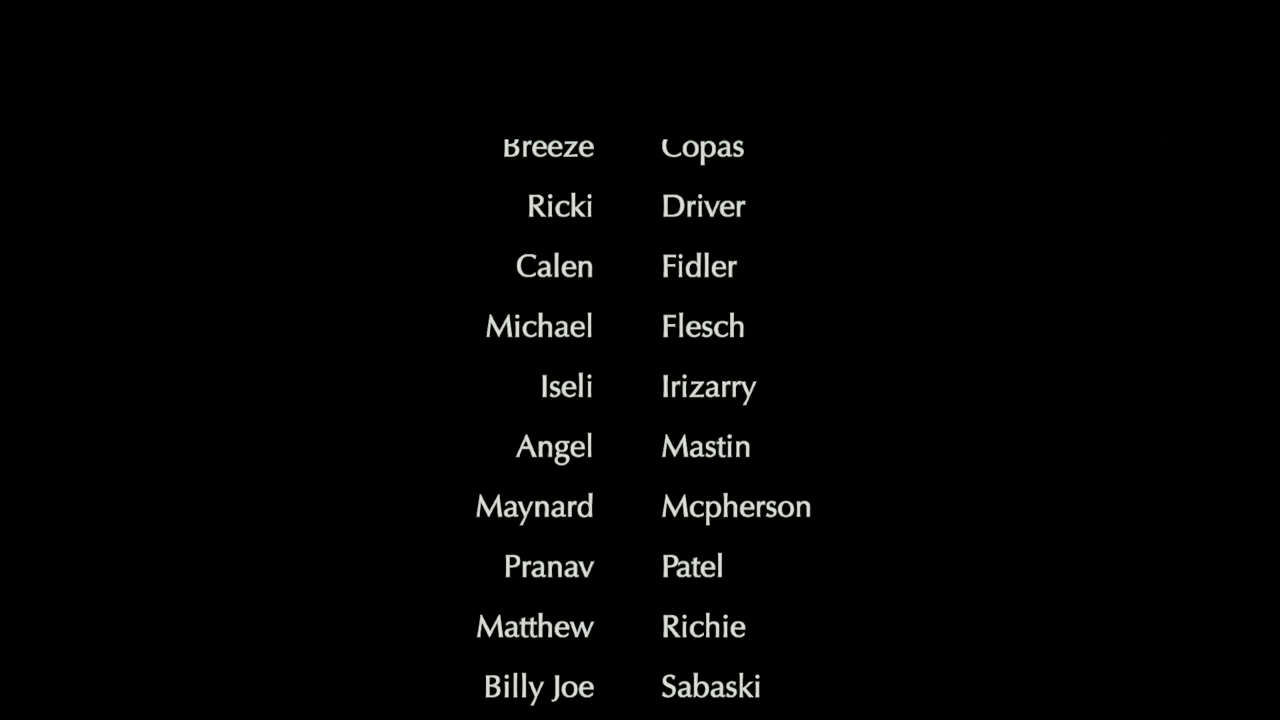 Breeze Copas
Ricki Driver
Calen Fidler
Michael Flesch
Iseli Irizarry
Angel Mastin
Maynard Mcpherson
Pranav Patel
Matthew Richie
Billy Joe Sabaski